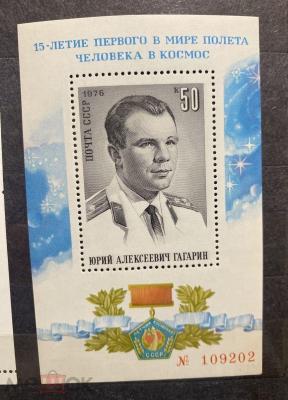 15-ЛЕТИЕ ПЕРВОГО В МИРЕ ПОЛЕТА
ЧЕЛОВЕКА В КОСМОС
1976
К 50
ПОЧТА СССР
ЮРИЙ АЛЕКСЕЕВИЧ ГАГАРИН
СССР
№ 109202